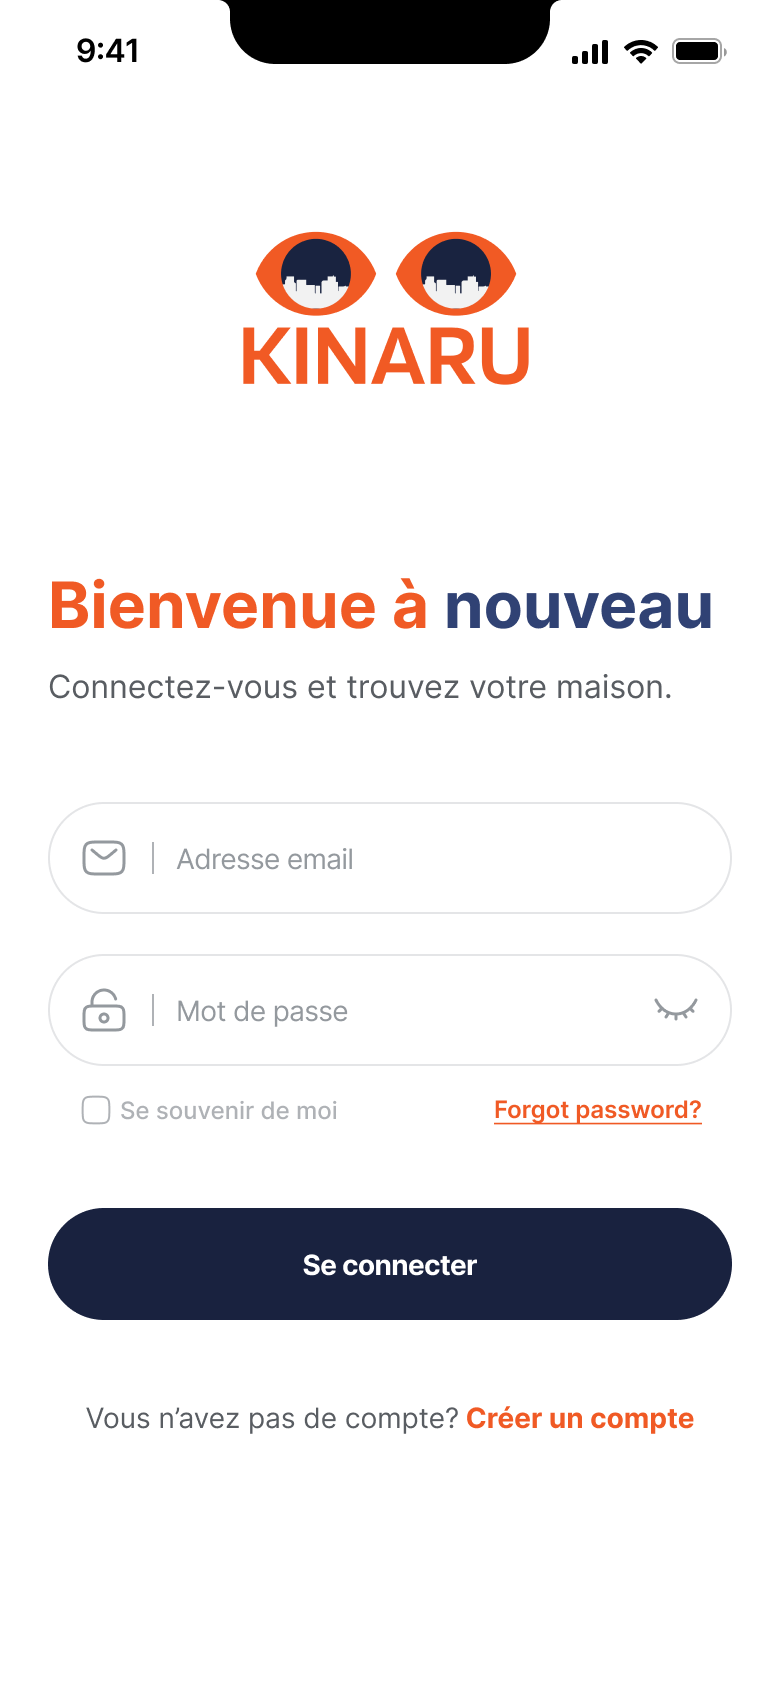 9:41
KINARU
Bienvenue à nouveau
Connectez-vous et trouvez votre maison.
Adresse email
Mot de passe
Se souvenir de moi
Forgot password?
Se connecter
Vous n’avez pas de compte? Créer un compte